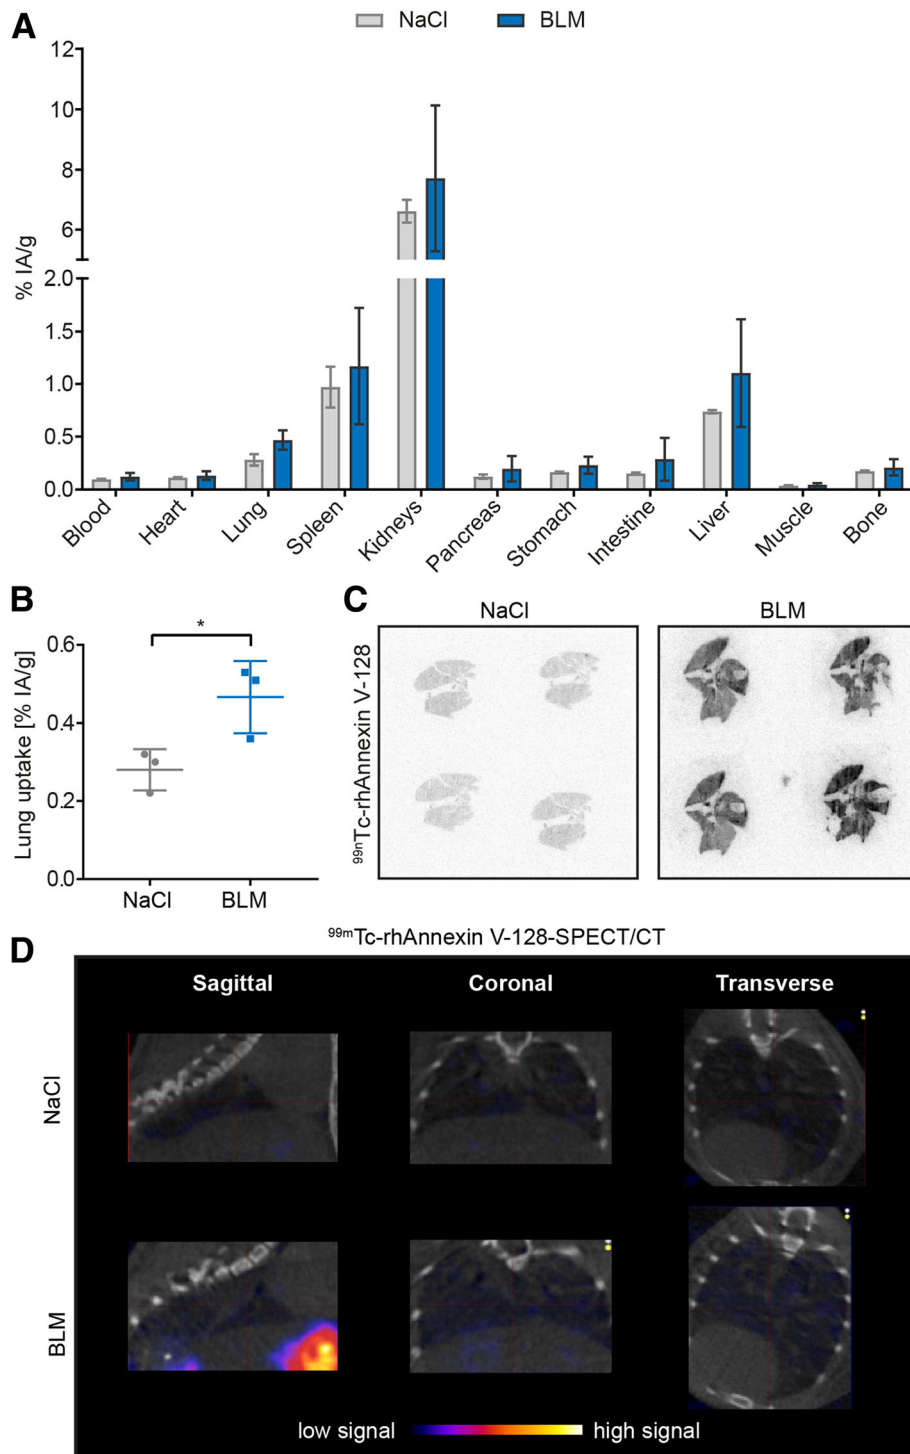 A
NaCl BLM
% IA/g
12
10
8
6
2.0
1.5
1.0
0.5
0.0
Blood Heart Lung Spleen Kidneys Pancreas Stomach Intestine Liver Muscle Bone
B
Lung uptake [% IA/g]
*
0.6
0.4
0.2
0.0
NaCl BLM
C
NaCl BLM
⁹⁹ⁿTc-rhAnnexin V-128
D
⁹⁹ᵐTc-rhAnnexin V-128-SPECT/CT
Sagittal Coronal Transverse
NaCl
BLM
low signal high signal